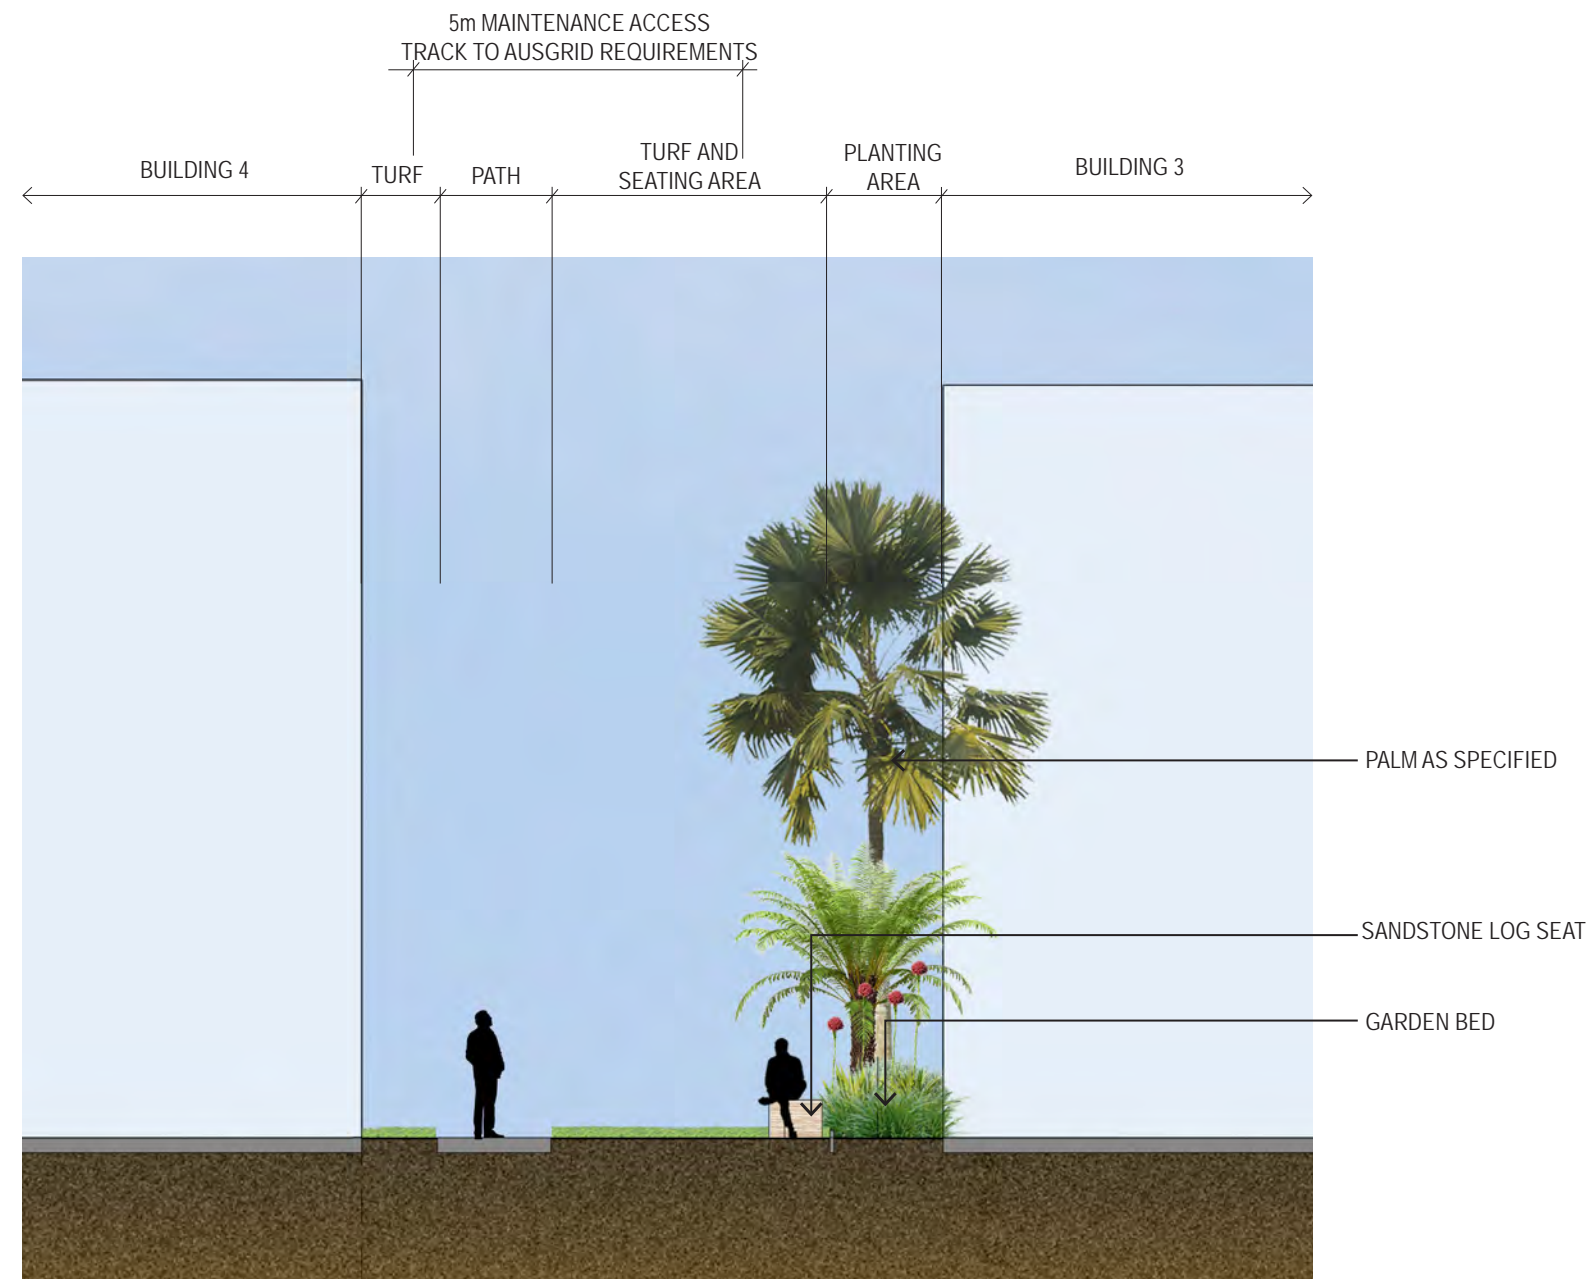 5m MAINTENANCE ACCESS
TRACK TO AUSGRID REQUIREMENTS
BUILDING 4
TURF
PATH
TURF AND
SEATING AREA
PLANTING
AREA
BUILDING 3
PALM AS SPECIFIED
SANDSTONE LOG SEAT
GARDEN BED